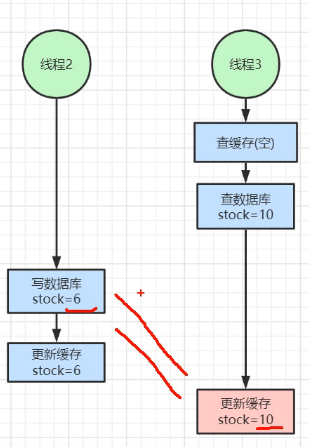 线程2
线程3
查缓存(空)
查数据库
stock=10
写数据库
stock=6
更新缓存
stock=6
更新缓存
stock=10